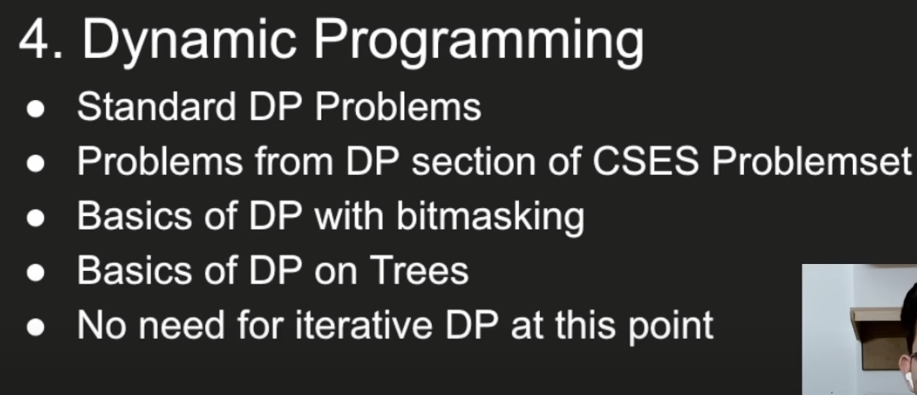 4. Dynamic Programming
● Standard DP Problems
● Problems from DP section of CSES Problemset
● Basics of DP with bitmasking
● Basics of DP on Trees
● No need for iterative DP at this point